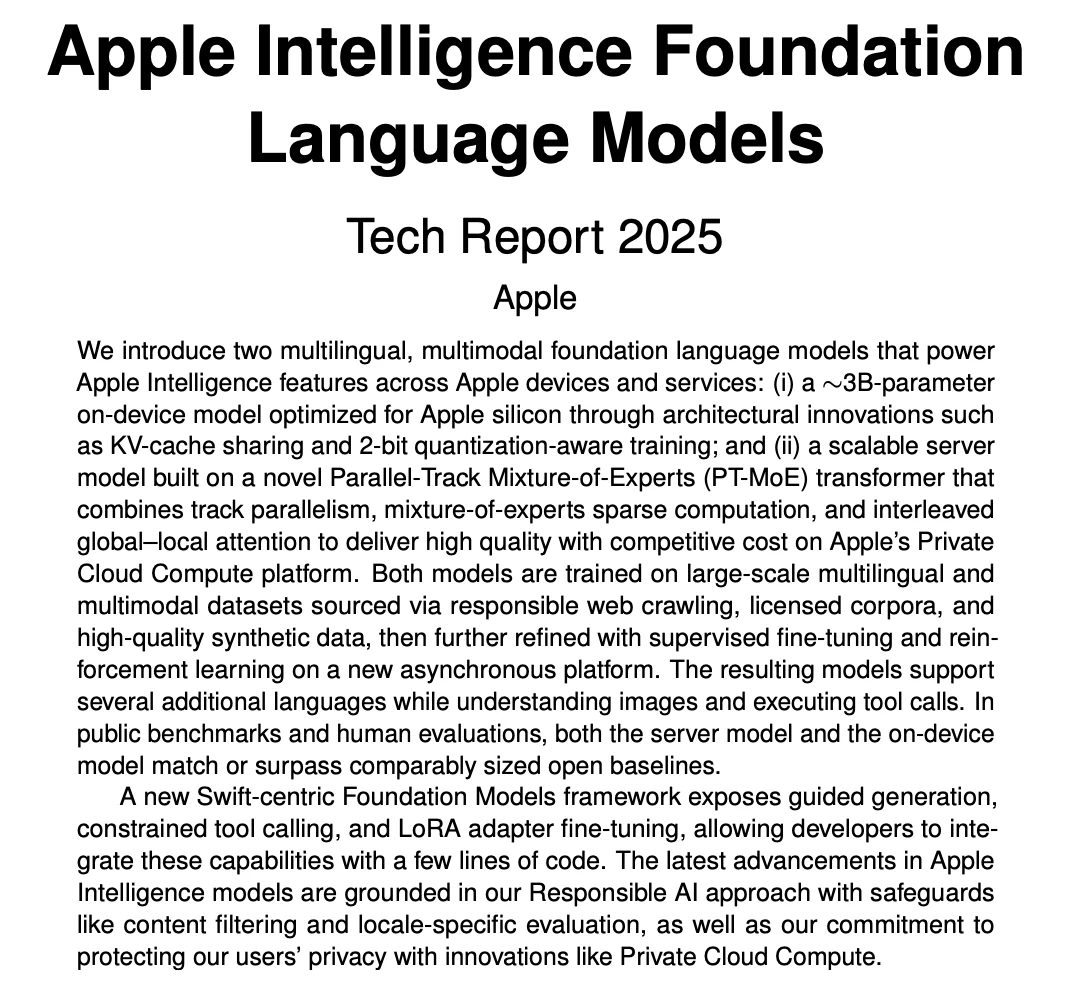 Apple Intelligence Foundation
Language Models
Tech Report 2025
Apple
We introduce two multilingual, multimodal foundation language models that power
Apple Intelligence features across Apple devices and services: (i) a ∼3B-parameter
on-device model optimized for Apple silicon through architectural innovations such
as KV-cache sharing and 2-bit quantization-aware training; and (ii) a scalable server
model built on a novel Parallel-Track Mixture-of-Experts (PT-MoE) transformer that
combines track parallelism, mixture-of-experts sparse computation, and interleaved
global–local attention to deliver high quality with competitive cost on Apple’s Private
Cloud Compute platform. Both models are trained on large-scale multilingual and
multimodal datasets sourced via responsible web crawling, licensed corpora, and
high-quality synthetic data, then further refined with supervised fine-tuning and rein-
forcement learning on a new asynchronous platform. The resulting models support
several additional languages while understanding images and executing tool calls. In
public benchmarks and human evaluations, both the server model and the on-device
model match or surpass comparably sized open baselines.
A new Swift-centric Foundation Models framework exposes guided generation,
constrained tool calling, and LoRA adapter fine-tuning, allowing developers to inte-
grate these capabilities with a few lines of code. The latest advancements in Apple
Intelligence models are grounded in our Responsible AI approach with safeguards
like content filtering and locale-specific evaluation, as well as our commitment to
protecting our users’ privacy with innovations like Private Cloud Compute.